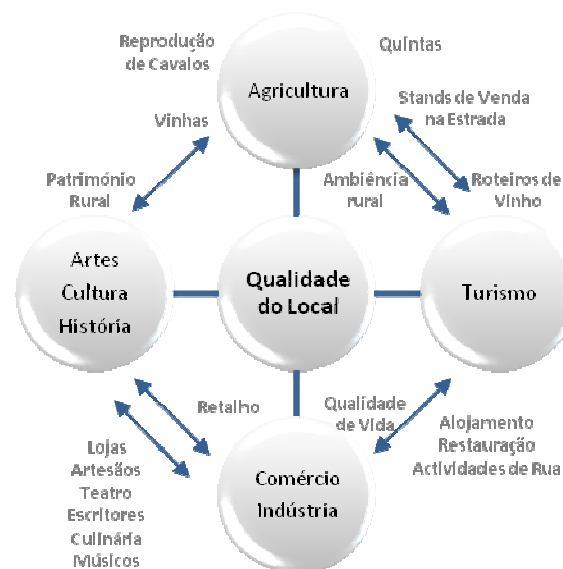 Reprodução
de Cavalos
Quintas
Agricultura
Stands de Venda
na Estrada
Vinhas
Património
Rural
Ambiência
rural
Roteiros de
Vinho
Artes
Cultura
História
Qualidade
do Local
Turismo
Retalho
Qualidade
de Vida
Alojamento
Restauração
Actividades de Rua
Lojas
Artesãos
Teatro
Escritores
Culinária
Músicos
Comércio
Indústria